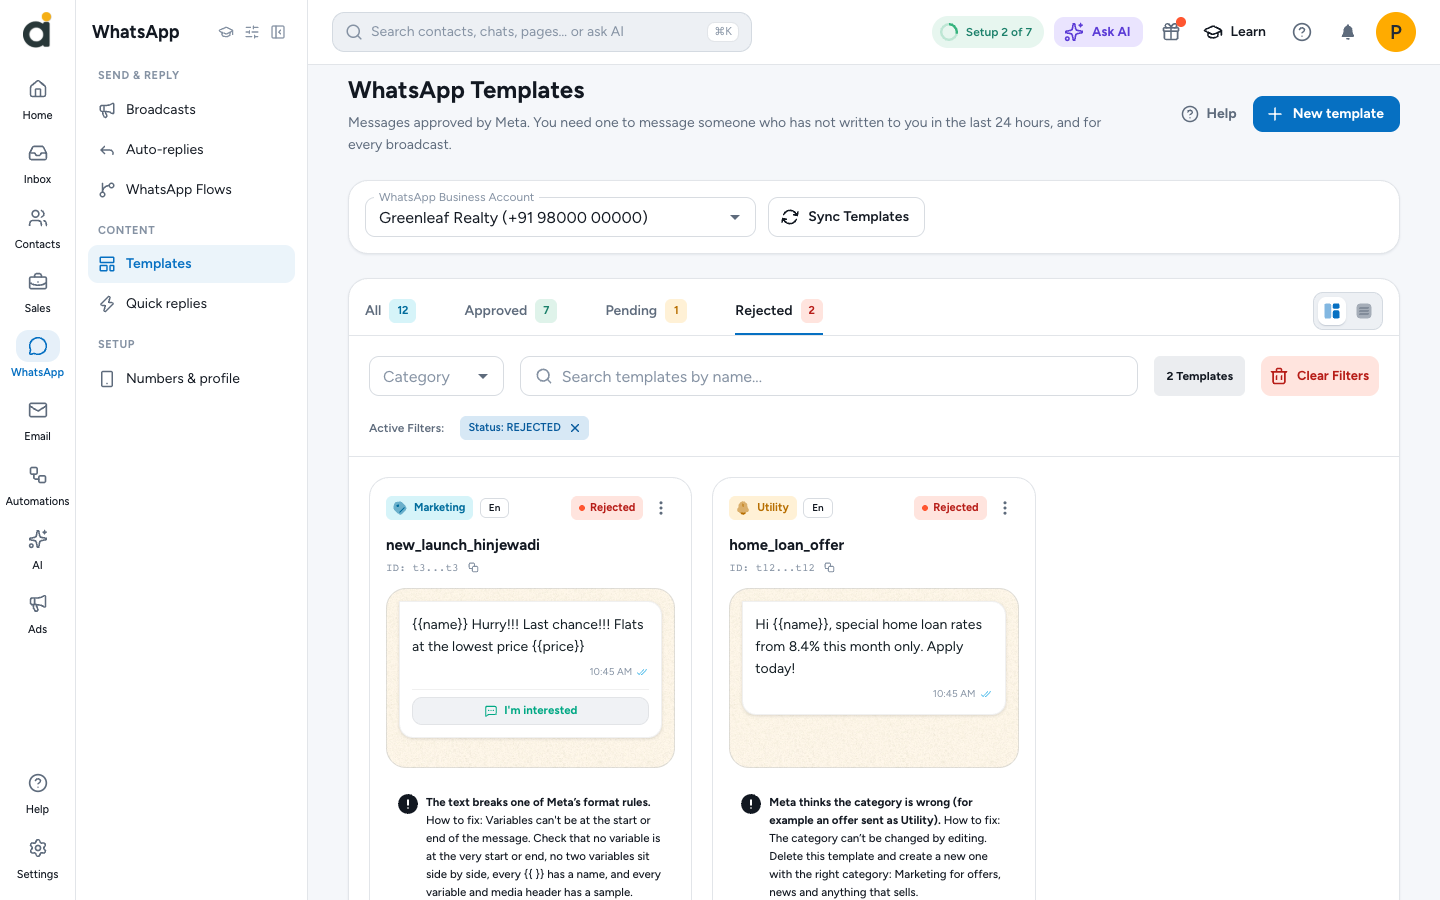 WhatsApp
Search contacts, chats, pages... or ask AI
⌘K
Setup 2 of 7
Ask AI
Learn
P
Home
Inbox
Contacts
Sales
WhatsApp
Email
Automations
AI
Ads
Help
Settings
SEND & REPLY
Broadcasts
Auto-replies
WhatsApp Flows
CONTENT
Templates
Quick replies
SETUP
Numbers & profile
WhatsApp Templates
Messages approved by Meta. You need one to message someone who has not written to you in the last 24 hours, and for
every broadcast.
Help
New template
WhatsApp Business Account
Greenleaf Realty (+91 98000 00000)
Sync Templates
All 12
Approved 7
Pending 1
Rejected 2
Category
Search templates by name...
2 Templates
Clear Filters
Active Filters:
Status: REJECTED
Marketing
En
Rejected
new_launch_hinjewadi
ID: t3...t3
{{name}} Hurry!!! Last chance!!! Flats
at the lowest price {{price}}
10:45 AM
I'm interested
The text breaks one of Meta's format rules.
How to fix: Variables can't be at the start or
end of the message. Check that no variable is
at the very start or end, no two variables sit
side by side, every {{ }} has a name, and every
variable and media header has a sample.
Utility
En
Rejected
home_loan_offer
ID: t12...t12
Hi {{name}}, special home loan rates
from 8.4% this month only. Apply
today!
10:45 AM
Meta thinks the category is wrong (for
example an offer sent as Utility). How to fix:
The category can't be changed by editing.
Delete this template and create a new one
with the right category: Marketing for offers,
news and anything that sells.